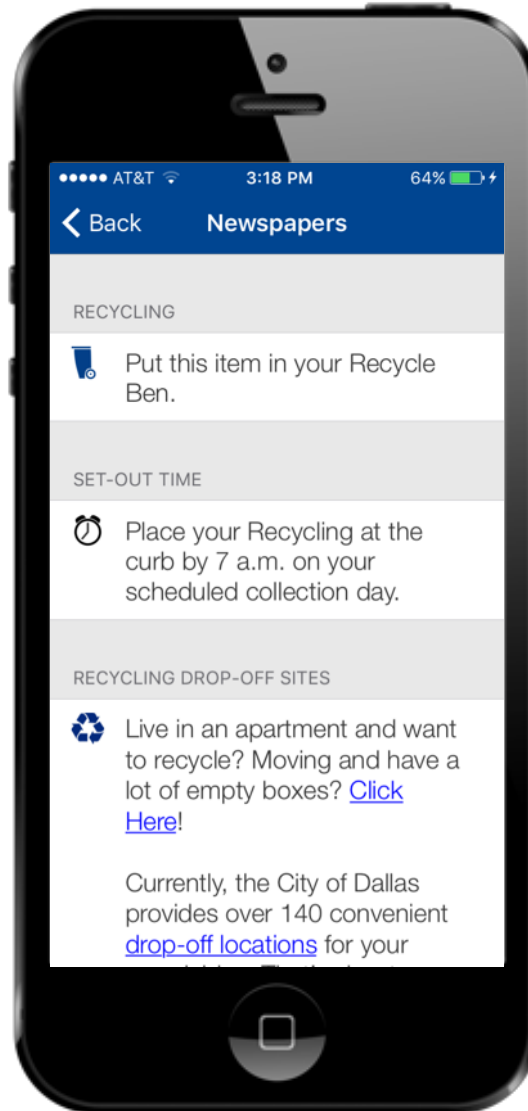 AT&T 3:18 PM 64%
Back Newspapers
RECYCLING
Put this item in your Recycle
Ben.
SET-OUT TIME
Place your Recycling at the
curb by 7 a.m. on your
scheduled collection day.
RECYCLING DROP-OFF SITES
Live in an apartment and want
to recycle? Moving and have a
lot of empty boxes? Click
Here!
Currently, the City of Dallas
provides over 140 convenient
drop-off locations for your